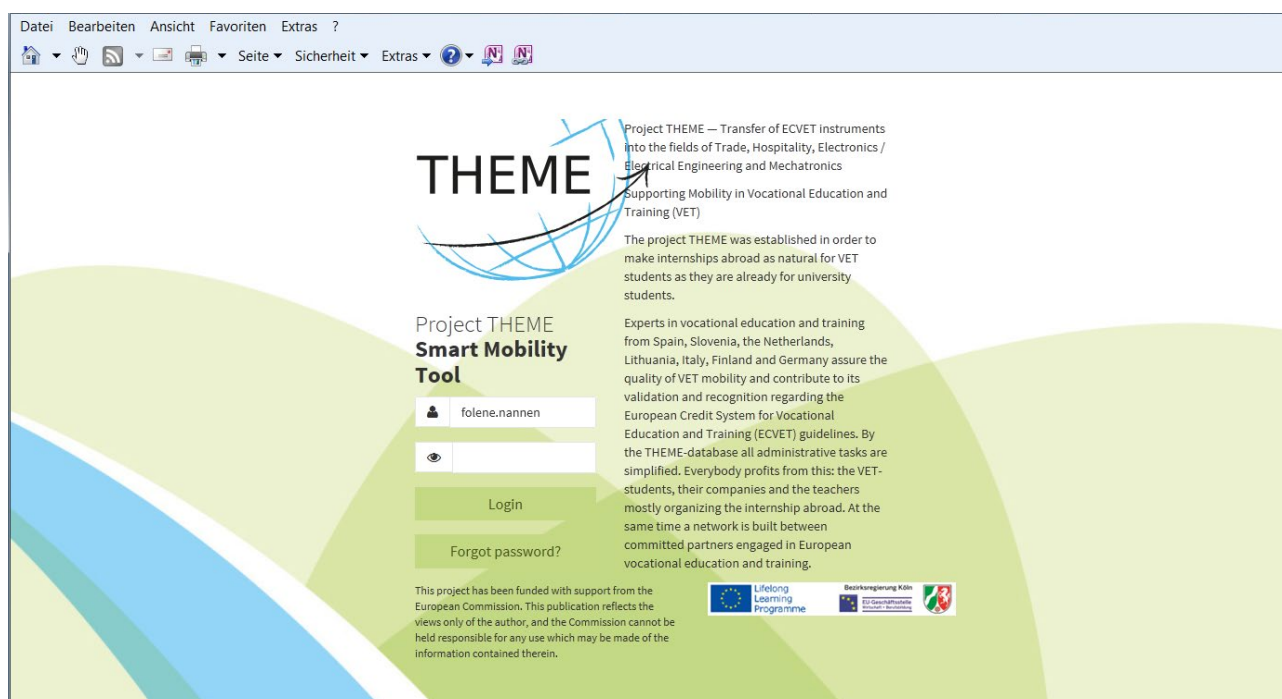 Datei Bearbeiten Ansicht Favoriten Extras ?
Seite Sicherheit Extras
THEME
Project THEME
Smart Mobility
Tool
folene.nannen
Login
Forgot password?
Project THEME — Transfer of ECVET instruments
into the fields of Trade, Hospitality, Electronics /
Electrical Engineering and Mechatronics
Supporting Mobility in Vocational Education and
Training (VET)
The project THEME was established in order to
make internships abroad as natural for VET
students as they are already for university
students.
Experts in vocational education and training
from Spain, Slovenia, the Netherlands,
Lithuania, Italy, Finland and Germany assure the
quality of VET mobility and contribute to its
validation and recognition regarding the
European Credit System for Vocational
Education and Training (ECVET) guidelines. By
the THEME-database all administrative tasks are
simplified. Everybody profits from this: the VET-
students, their companies and the teachers
mostly organizing the internship abroad. At the
same time a network is built between
committed partners engaged in European
vocational education and training.
This project has been funded with support from the
European Commission. This publication reflects the
views only of the author, and the Commission cannot be
held responsible for any use which may be made of the
information contained therein.
Lifelong
Learning
Programme
Bezirksregierung Köln
EU Geschäftsstelle